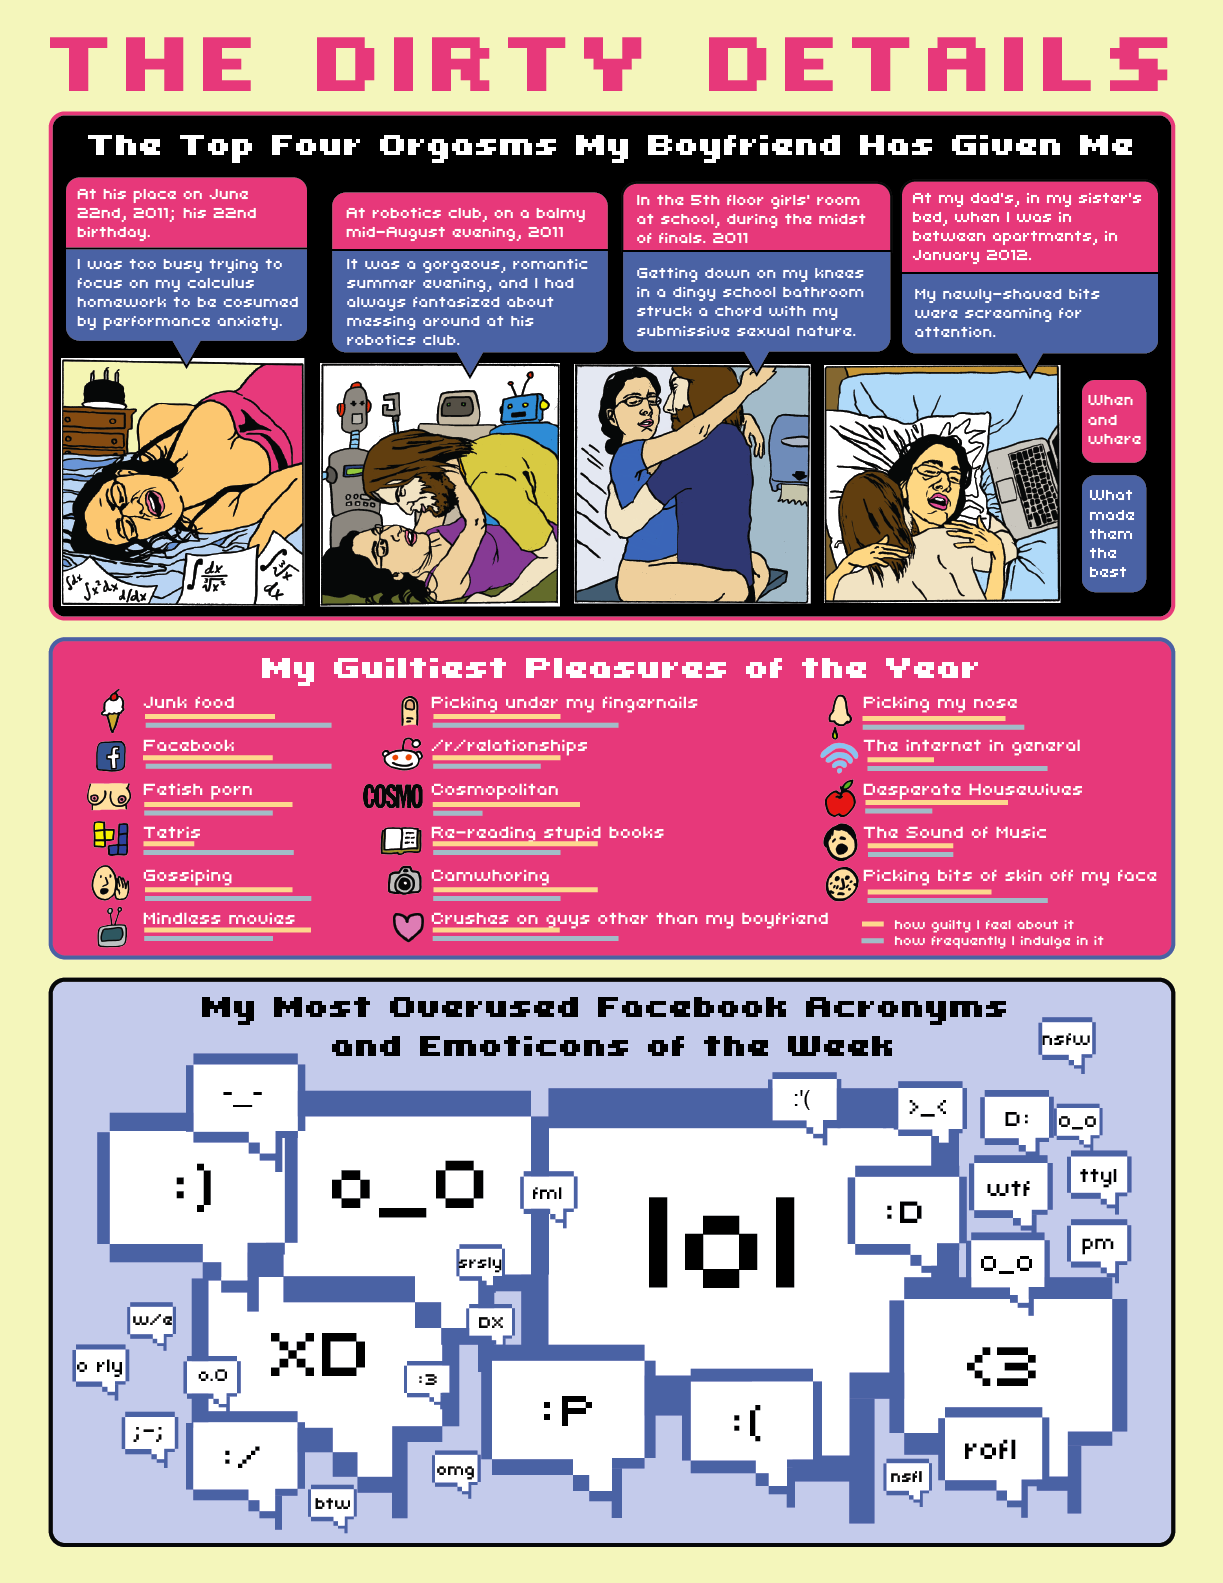 THE DIRTY DETAILS
The Top Four Orgasms My Boyfriend Has Given Me
At his place on June
22nd, 2011; his 22nd
birthday.
I was too busy trying to
focus on my calculus
homework to be cosumed
by performance anxiety.
At robotics club, on a balmy
mid-August evening, 2011
It was a gorgeous, romantic
summer evening, and I had
always fantasized about
messing around at his
robotics club.
In the 5th floor girls' room
at school, during the midst
of finals. 2011
Getting down on my knees
in a dingy school bathroom
struck a chord with my
submissive sexual nature.
At my dad's, in my sister's
bed, when I was in
between apartments, in
January 2012.
My newly-shaved bits
were screaming for
attention.
When
and
where
What
made
them
the
best
∫dx
∫x²dx
d/dx
∫ dx
∛x²
∫ ∛x
dx
My Guiltiest Pleasures of the Year
Junk food
Facebook
Fetish porn
Tetris
Gossiping
Mindless movies
Picking under my fingernails
/r/relationships
COSMO Cosmopolitan
Re-reading stupid books
Camwhoring
Crushes on guys other than my boyfriend
Picking my nose
The internet in general
Desperate Housewives
The Sound of Music
Picking bits of skin off my face
how guilty I feel about it
how frequently I indulge in it
My Most Overused Facebook Acronyms
and Emoticons of the Week
nsfw
-_-
:'(
>_<
D:
o_o
:)
o_O
fml
lol
:D
wtf
ttyl
pm
o_o
srsly
DX
w/e
o rly
o.O
XD
:3
<3
;-;
:/
:P
:(
rofl
omg
nsfl
btw